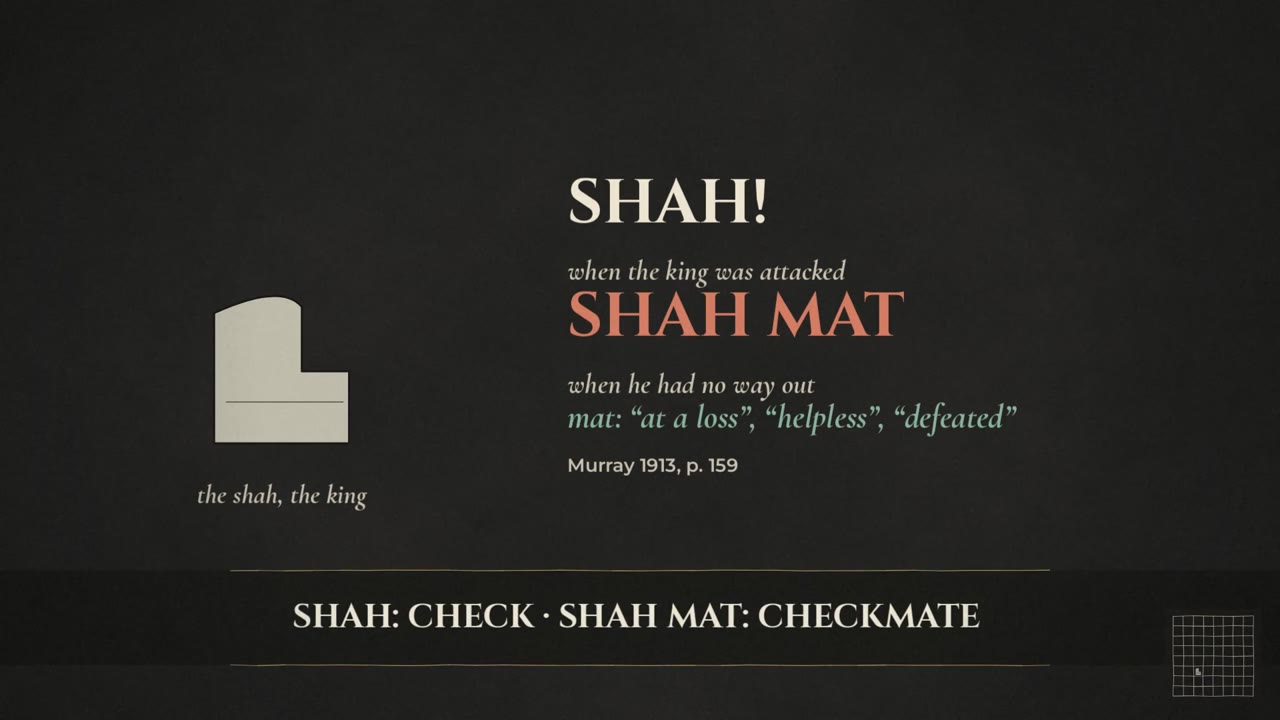 SHAH!
when the king was attacked
SHAH MAT
when he had no way out
mat: “at a loss”, “helpless”, “defeated”
Murray 1913, p. 159
the shah, the king
SHAH: CHECK · SHAH MAT: CHECKMATE